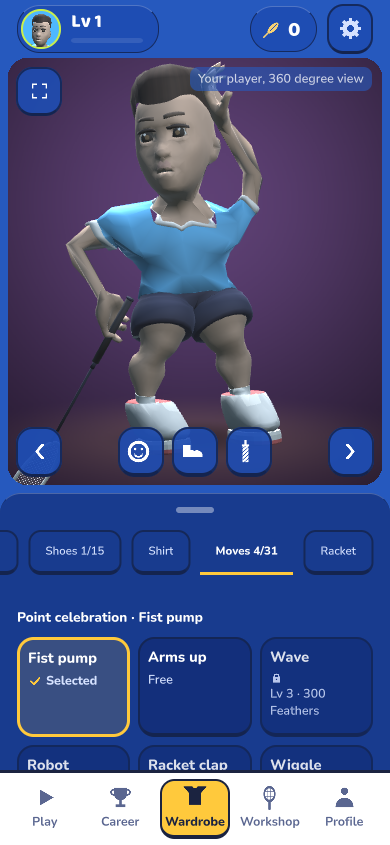 Lv 1
0
Your player, 360 degree view
Shoes 1/15
Shirt
Moves 4/31
Racket
Point celebration · Fist pump
Fist pump
Selected
Arms up
Free
Wave
Lv 3 · 300
Feathers
Robot
Racket clap
Wiggle
Play
Career
Wardrobe
Workshop
Profile